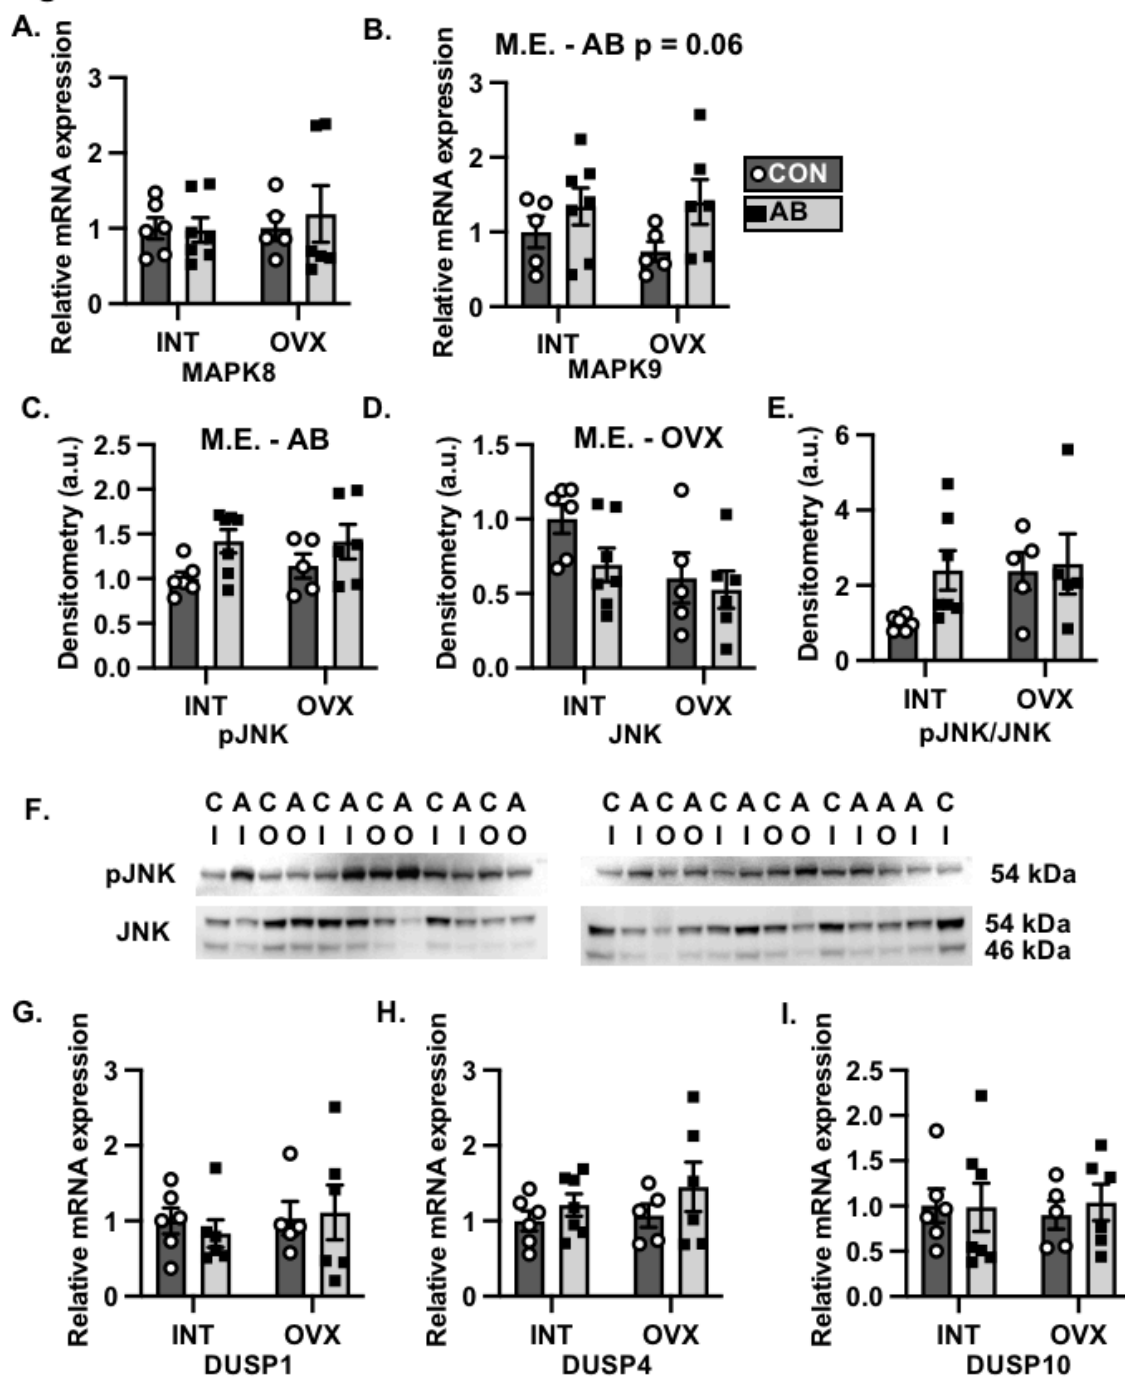 A.
Relative mRNA expression
3
2
1
0
INT OVX
MAPK8
B.
M.E. - AB p = 0.06
Relative mRNA expression
3
2
1
0
INT OVX
MAPK9
CON
AB
C.
M.E. - AB
Densitometry (a.u.)
2.5
2.0
1.5
1.0
0.5
0.0
INT OVX
pJNK
D.
M.E. - OVX
Densitometry (a.u.)
1.5
1.0
0.5
0.0
INT OVX
JNK
E.
Densitometry (a.u.)
6
4
2
0
INT OVX
pJNK/JNK
F.
C A C A C A C A C A C A
I I O O I I O O I I O O
C A C A C A C A C A A A C
I I O O I I O O I I O I I
pJNK
54 kDa
JNK
54 kDa
46 kDa
G.
Relative mRNA expression
3
2
1
0
INT OVX
DUSP1
H.
Relative mRNA expression
3
2
1
0
INT OVX
DUSP4
I.
Relative mRNA expression
2.5
2.0
1.5
1.0
0.5
0.0
INT OVX
DUSP10